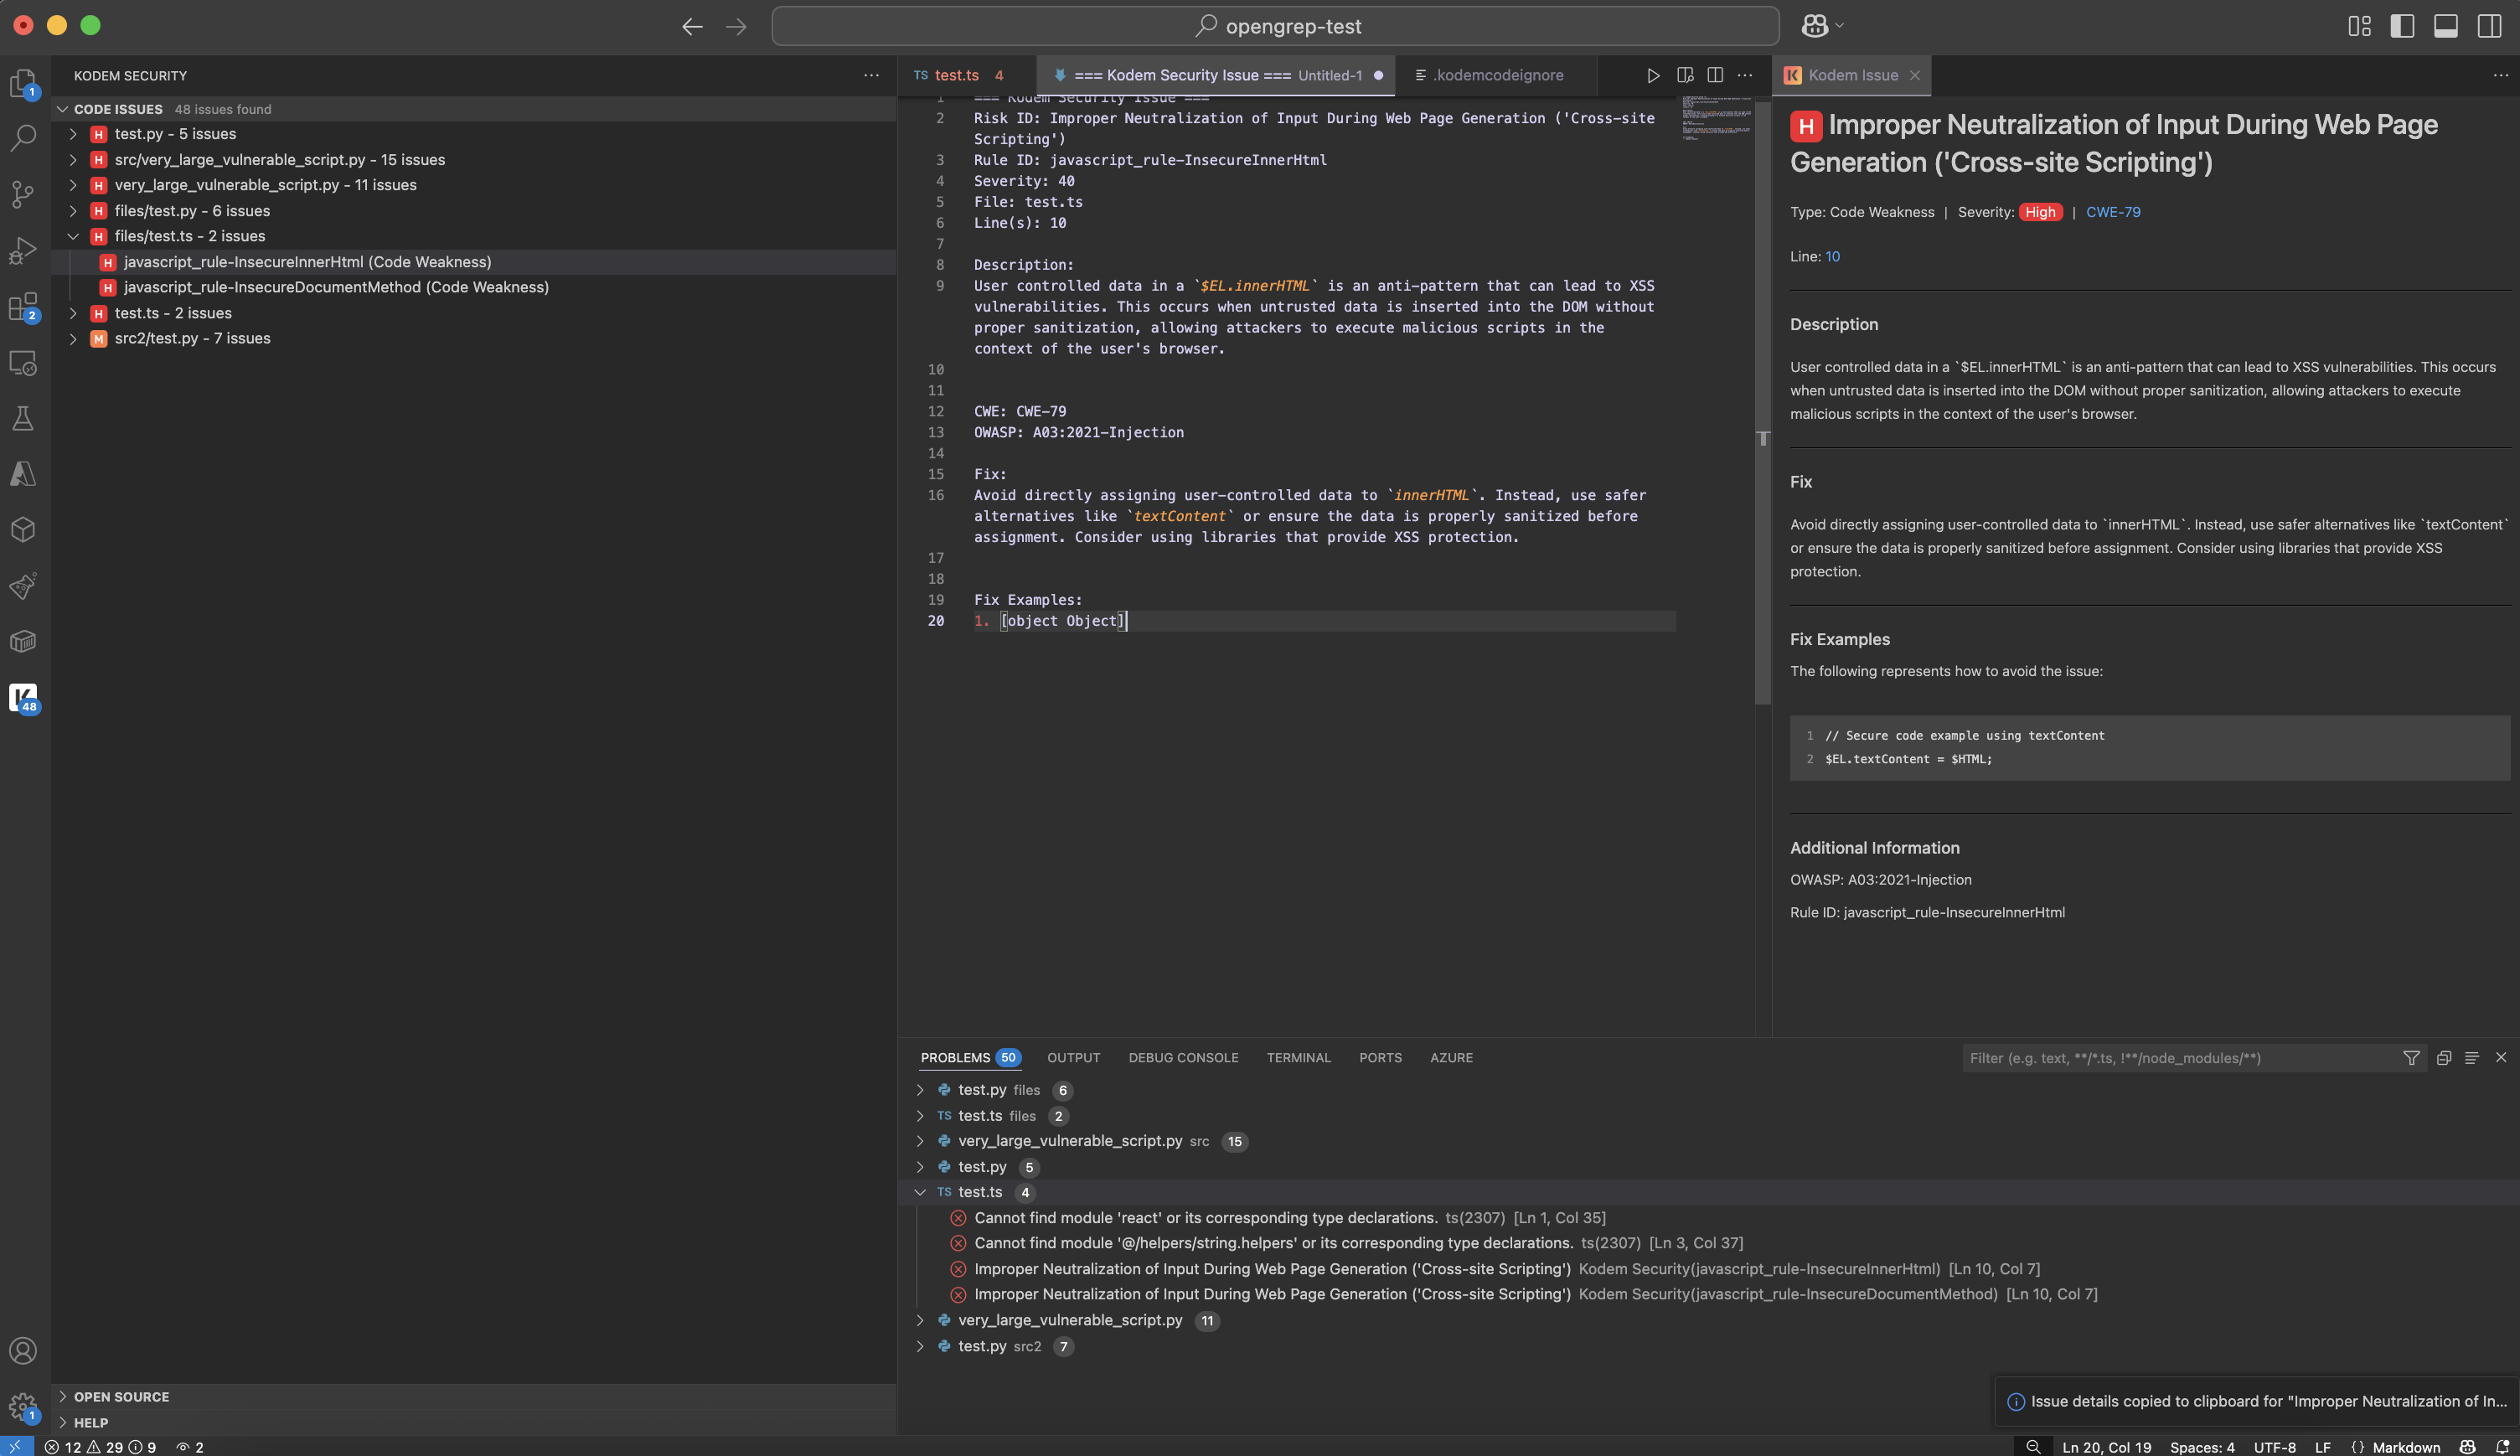 opengrep-test
KODEM SECURITY
CODE ISSUES 48 issues found
H test.py - 5 issues
H src/very_large_vulnerable_script.py - 15 issues
H very_large_vulnerable_script.py - 11 issues
H files/test.py - 6 issues
H files/test.ts - 2 issues
H javascript_rule-InsecureInnerHtml (Code Weakness)
H javascript_rule-InsecureDocumentMethod (Code Weakness)
H test.ts - 2 issues
M src2/test.py - 7 issues
OPEN SOURCE
HELP
1
2
K
48
1
TS test.ts 4
=== Kodem Security Issue === Untitled-1
.kodemcodeignore
1 === Kodem Security Issue ===
2 Risk ID: Improper Neutralization of Input During Web Page Generation ('Cross-site
Scripting')
3 Rule ID: javascript_rule-InsecureInnerHtml
4 Severity: 40
5 File: test.ts
6 Line(s): 10
7
8 Description:
9 User controlled data in a `$EL.innerHTML` is an anti-pattern that can lead to XSS
vulnerabilities. This occurs when untrusted data is inserted into the DOM without
proper sanitization, allowing attackers to execute malicious scripts in the
context of the user's browser.
10
11
12 CWE: CWE-79
13 OWASP: A03:2021-Injection
14
15 Fix:
16 Avoid directly assigning user-controlled data to `innerHTML`. Instead, use safer
alternatives like `textContent` or ensure the data is properly sanitized before
assignment. Consider using libraries that provide XSS protection.
17
18
19 Fix Examples:
20 1. [object Object]
K Kodem Issue
H Improper Neutralization of Input During Web Page
Generation ('Cross-site Scripting')
Type: Code Weakness | Severity: High | CWE-79
Line: 10
Description
User controlled data in a `$EL.innerHTML` is an anti-pattern that can lead to XSS vulnerabilities. This occurs
when untrusted data is inserted into the DOM without proper sanitization, allowing attackers to execute
malicious scripts in the context of the user's browser.
Fix
Avoid directly assigning user-controlled data to `innerHTML`. Instead, use safer alternatives like `textContent`
or ensure the data is properly sanitized before assignment. Consider using libraries that provide XSS
protection.
Fix Examples
The following represents how to avoid the issue:
1 // Secure code example using textContent
2 $EL.textContent = $HTML;
Additional Information
OWASP: A03:2021-Injection
Rule ID: javascript_rule-InsecureInnerHtml
PROBLEMS 50 OUTPUT DEBUG CONSOLE TERMINAL PORTS AZURE
Filter (e.g. text, **/*.ts, !**/node_modules/**)
test.py files 6
TS test.ts files 2
very_large_vulnerable_script.py src 15
test.py 5
TS test.ts 4
Cannot find module 'react' or its corresponding type declarations. ts(2307) [Ln 1, Col 35]
Cannot find module '@/helpers/string.helpers' or its corresponding type declarations. ts(2307) [Ln 3, Col 37]
Improper Neutralization of Input During Web Page Generation ('Cross-site Scripting') Kodem Security(javascript_rule-InsecureInnerHtml) [Ln 10, Col 7]
Improper Neutralization of Input During Web Page Generation ('Cross-site Scripting') Kodem Security(javascript_rule-InsecureDocumentMethod) [Ln 10, Col 7]
very_large_vulnerable_script.py 11
test.py src2 7
Issue details copied to clipboard for "Improper Neutralization of In...
12 29 9 2
Ln 20, Col 19 Spaces: 4 UTF-8 LF {} Markdown